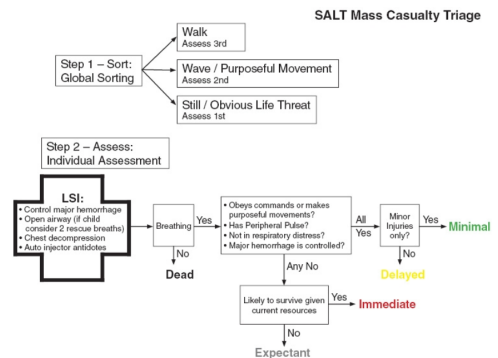 SALT Mass Casualty Triage
Walk
Assess 3rd
Step 1 – Sort:
Global Sorting
Wave / Purposeful Movement
Assess 2nd
Still / Obvious Life Threat
Assess 1st
Step 2 – Assess:
Individual Assessment
LSI:
• Control major hemorrhage
• Open airway (if child
consider 2 rescue breaths)
• Chest decompression
• Auto injector antidotes
Breathing
Yes
No
Dead
• Obeys commands or makes
purposeful movements?
• Has Peripheral Pulse?
• Not in respiratory distress?
• Major hemorrhage is controlled?
All
Yes
Minor
Injuries
only?
Yes
Minimal
No
Delayed
Any No
Likely to survive given
current resources
Yes
Immediate
No
Expectant